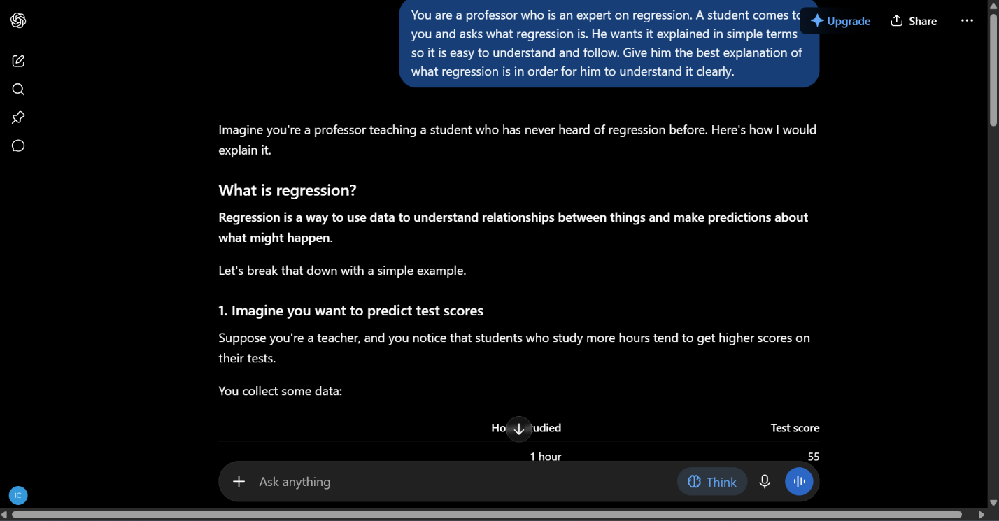 You are a professor who is an expert on regression. A student comes to
you and asks what regression is. He wants it explained in simple terms
so it is easy to understand and follow. Give him the best explanation of
what regression is in order for him to understand it clearly.
Upgrade
Share
Imagine you're a professor teaching a student who has never heard of regression before. Here's how I would
explain it.
What is regression?
Regression is a way to use data to understand relationships between things and make predictions about
what might happen.
Let's break that down with a simple example.
1. Imagine you want to predict test scores
Suppose you're a teacher, and you notice that students who study more hours tend to get higher scores on
their tests.
You collect some data:
Test score
1 hour 55
Ask anything
Think
IC